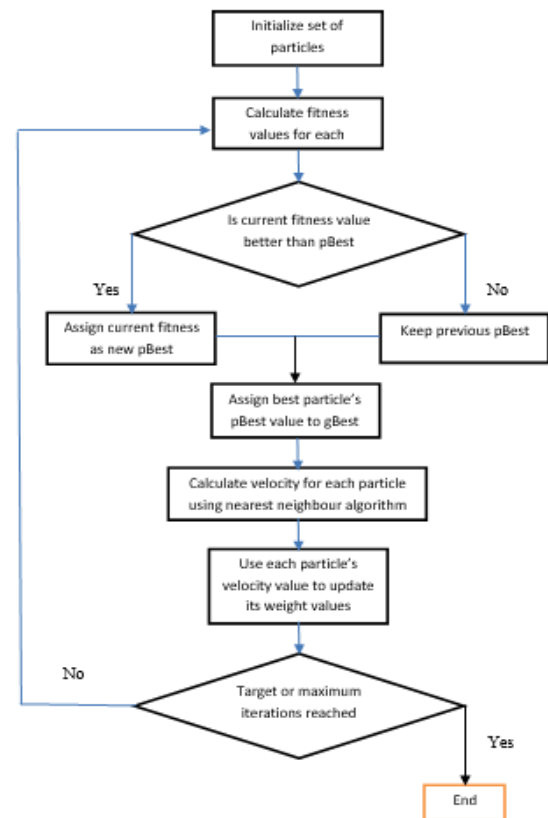 Initialize set of
particles
Calculate fitness
values for each
Is current fitness value
better than pBest
Yes
No
Assign current fitness
as new pBest
Keep previous pBest
Assign best particle's
pBest value to gBest
Calculate velocity for each particle
using nearest neighbour algorithm
Use each particle's
velocity value to update
its weight values
No
Target or maximum
iterations reached
Yes
End